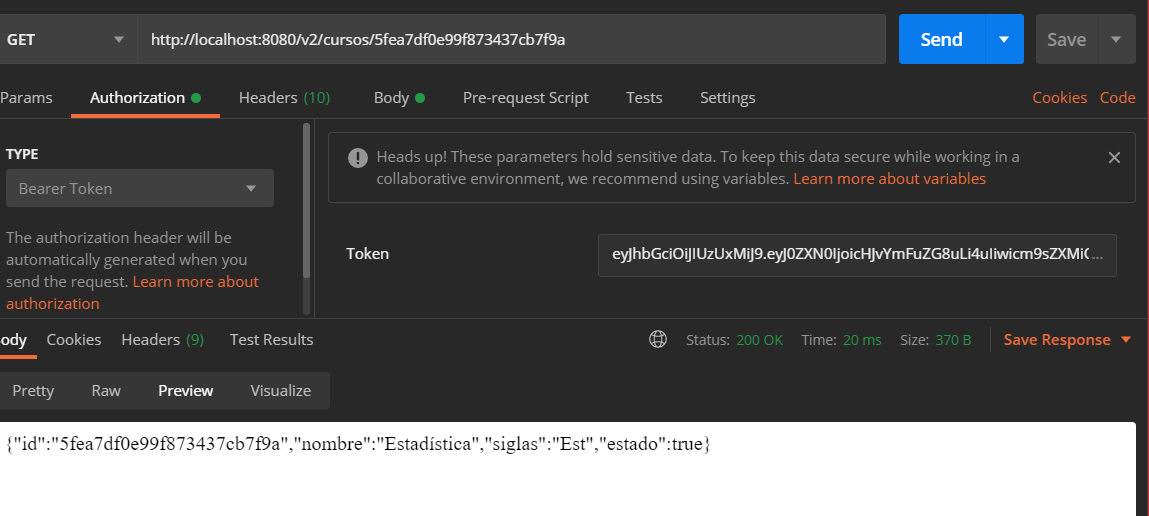 GET http://localhost:8080/v2/cursos/5fea7df0e99f873437cb7f9a Send Save
Params Authorization Headers (10) Body Pre-request Script Tests Settings Cookies Code
TYPE
Bearer Token
The authorization header will be
automatically generated when you
send the request. Learn more about
authorization
Heads up! These parameters hold sensitive data. To keep this data secure while working in a
collaborative environment, we recommend using variables. Learn more about variables
Token eyJhbGciOiJIUzUxMiJ9.eyJ0ZXN0IjoicHJvYmFuZG8uLi4uIiwicm9sZXMiO...
ody Cookies Headers (9) Test Results Status: 200 OK Time: 20 ms Size: 370 B Save Response
Pretty Raw Preview Visualize
{"id":"5fea7df0e99f873437cb7f9a","nombre":"Estadística","siglas":"Est","estado":true}